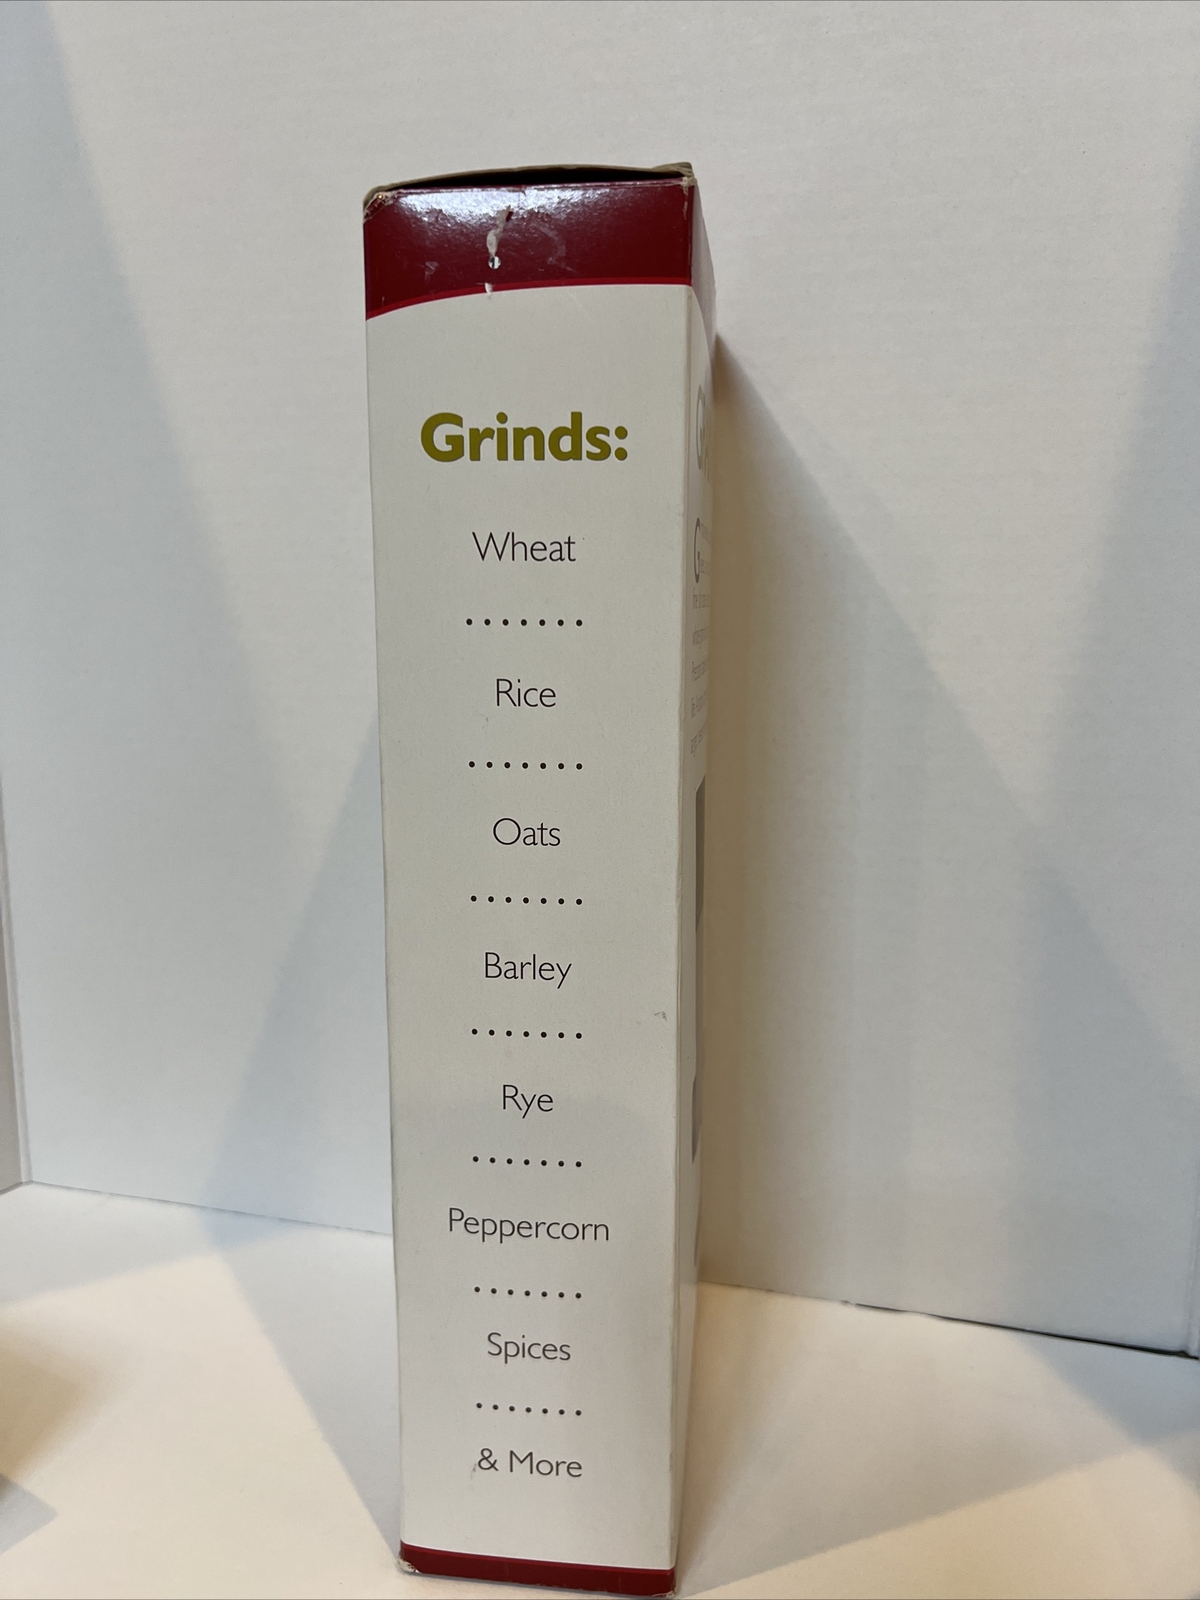 Grinds:
Wheat
.......
Rice
.......
Oats
.......
Barley
.......
Rye
.......
Peppercorn
.......
Spices
.......
& More